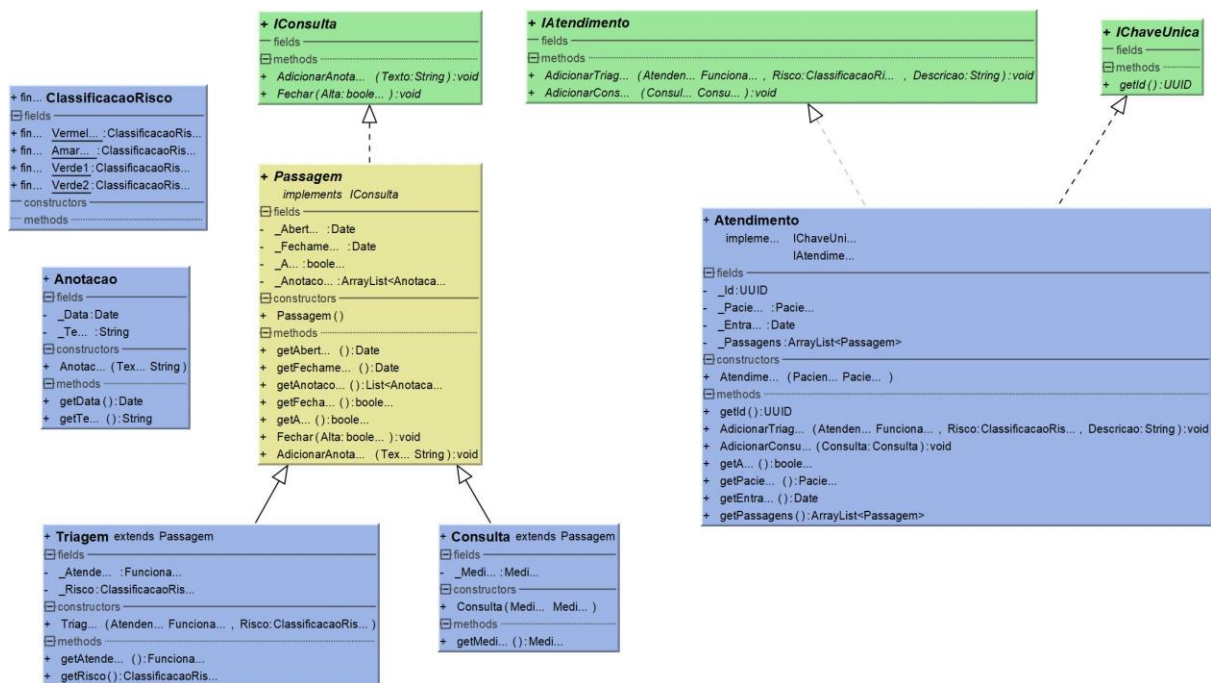 + IConsulta
fields
methods
+ AdicionarAnota... (Texto:String):void
+ Fechar(Alta:boole...):void
+ IAtendimento
fields
methods
+ AdicionarTriag... (Atenden... Funciona... , Risco:ClassificacaoRi... , Descricao:String):void
+ AdicionarCons... (Consul... Consu... ):void
+ IChaveUnica
fields
methods
+ getId():UUID
+ fin... ClassificacaoRisco
fields
+ fin... Vermel... :ClassificacaoRis...
+ fin... Amar... :ClassificacaoRis...
+ fin... Verde1:ClassificacaoRis...
+ fin... Verde2:ClassificacaoRis...
constructors
methods
+ Passagem
implements IConsulta
fields
- _Abert... :Date
- _Fechame... :Date
- _A... :boole...
- _Anotaco... :ArrayList<Anotaca...
constructors
+ Passagem()
methods
+ getAbert... ():Date
+ getFechame... ():Date
+ getAnotaco... ():List<Anotaca...
+ getFecha... ():boole...
+ getA... ():boole...
+ Fechar(Alta:boole...):void
+ AdicionarAnota... (Tex... String):void
+ Anotacao
fields
- _Data:Date
- _Te... :String
constructors
+ Anotac... (Tex... String)
methods
+ getData():Date
+ getTe... ():String
+ Atendimento
impleme... IChaveUni...
IAtendime...
fields
- _Id:UUID
- _Pacie... :Pacie...
- _Entra... :Date
- _Passagens:ArrayList<Passagem>
constructors
+ Atendime... (Pacien... Pacie... )
methods
+ getId():UUID
+ AdicionarTriag... (Atenden... Funciona... , Risco:ClassificacaoRis... , Descricao:String):void
+ AdicionarConsu... (Consulta:Consulta):void
+ getA... ():boole...
+ getPacie... ():Pacie...
+ getEntra... ():Date
+ getPassagens():ArrayList<Passagem>
+ Triagem extends Passagem
fields
- _Atende... :Funciona...
- _Risco:ClassificacaoRis...
constructors
+ Triag... (Atenden... Funciona... , Risco:ClassificacaoRis... )
methods
+ getAtende... ():Funciona...
+ getRisco():ClassificacaoRis...
+ Consulta extends Passagem
fields
- _Medi... :Medi...
constructors
+ Consulta(Medi... Medi... )
methods
+ getMedi... ():Medi...